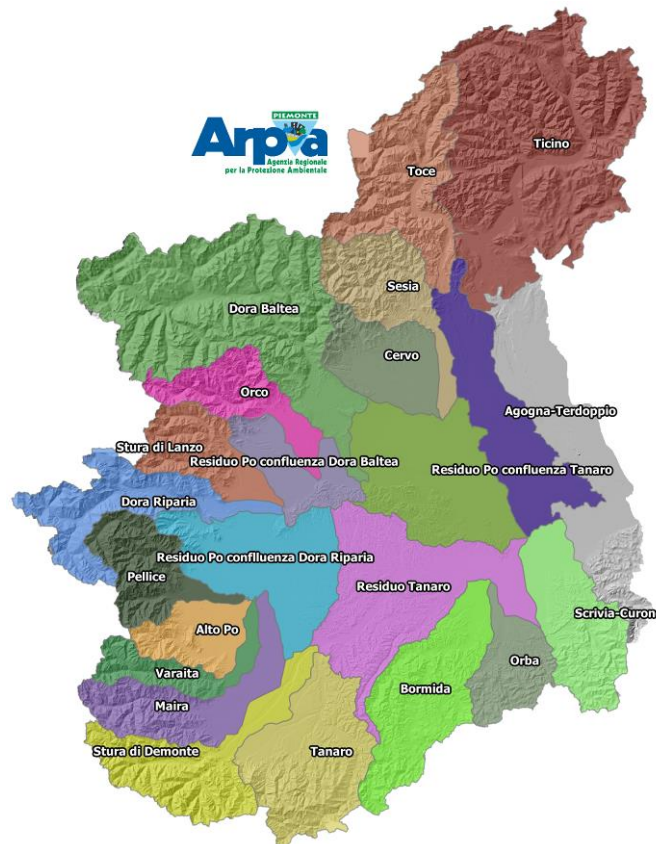 PIEMONTE
Arpa
Agenzia Regionale
per la Protezione Ambientale
Ticino
Toce
Sesia
Dora Baltea
Cervo
Orco
Agogna-Terdoppio
Stura di Lanzo
Residuo Po confluenza Dora Baltea
Residuo Po confluenza Tanaro
Dora Riparia
Residuo Po conflluenza Dora Riparia
Pellice
Residuo Tanaro
Scrivia-Curone
Alto Po
Orba
Varaita
Bormida
Maira
Stura di Demonte
Tanaro